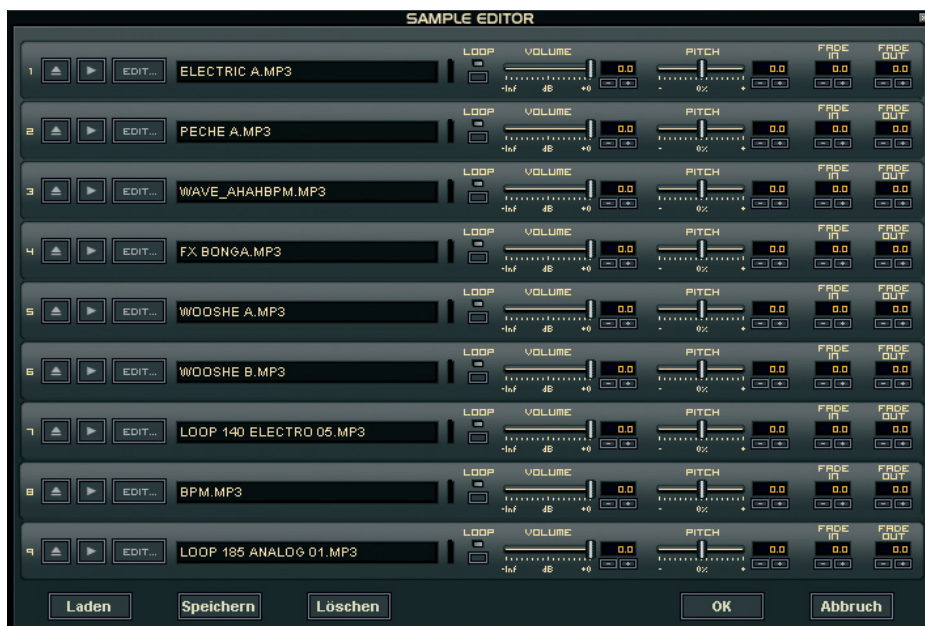 SAMPLE EDITOR
LOOP VOLUME PITCH FADE IN FADE OUT
1 EDIT... ELECTRIC A.MP3 0.0 0.0 0.0 0.0
-Inf dB +0 - 0% +
LOOP VOLUME PITCH FADE IN FADE OUT
2 EDIT... PECHE A.MP3 0.0 0.0 0.0 0.0
-Inf dB +0 - 0% +
LOOP VOLUME PITCH FADE IN FADE OUT
3 EDIT... WAVE_AHAHBPM.MP3 0.0 0.0 0.0 0.0
-Inf dB +0 - 0% +
LOOP VOLUME PITCH FADE IN FADE OUT
4 EDIT... FX BONGA.MP3 0.0 0.0 0.0 0.0
-Inf dB +0 - 0% +
LOOP VOLUME PITCH FADE IN FADE OUT
5 EDIT... WOOSHE A.MP3 0.0 0.0 0.0 0.0
-Inf dB +0 - 0% +
LOOP VOLUME PITCH FADE IN FADE OUT
6 EDIT... WOOSHE B.MP3 0.0 0.0 0.0 0.0
-Inf dB +0 - 0% +
LOOP VOLUME PITCH FADE IN FADE OUT
7 EDIT... LOOP 140 ELECTRO 05.MP3 0.0 0.0 0.0 0.0
-Inf dB +0 - 0% +
LOOP VOLUME PITCH FADE IN FADE OUT
8 EDIT... BPM.MP3 0.0 0.0 0.0 0.0
-Inf dB +0 - 0% +
LOOP VOLUME PITCH FADE IN FADE OUT
9 EDIT... LOOP 185 ANALOG 01.MP3 0.0 0.0 0.0 0.0
-Inf dB +0 - 0% +
Laden Speichern Löschen OK Abbruch